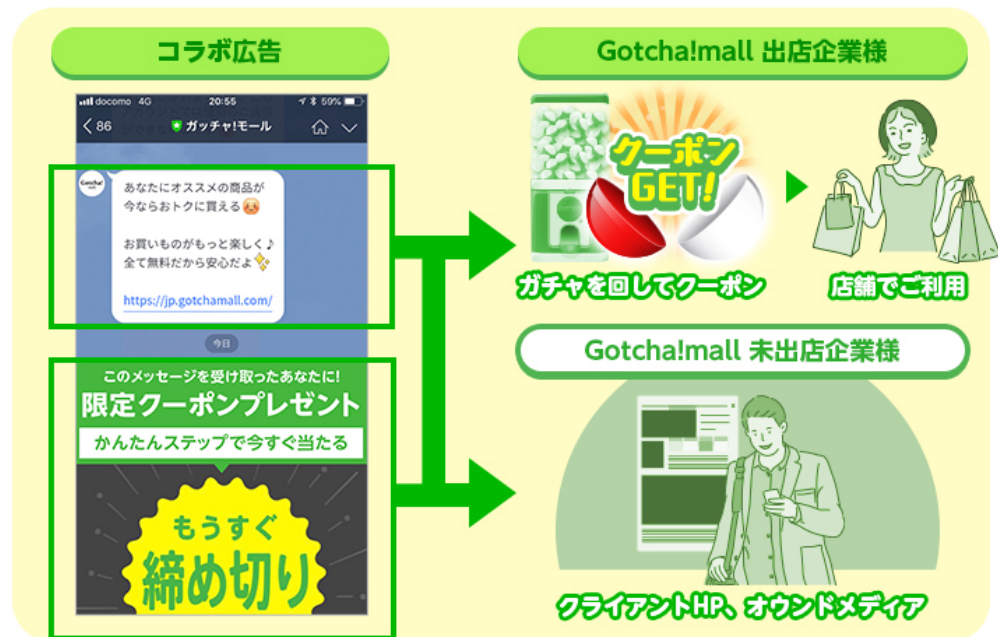 コラボ広告
docomo 4G 20:55 59%
86 ガッチャ!モール
Gotcha!
mall
あなたにオススメの商品が
今ならおトクに買える
お買いものがもっと楽しく♪
全て無料だから安心だよ
https://jp.gotchamall.com/
今日
このメッセージを受け取ったあなたに!
限定クーポンプレゼント
かんたんステップで今すぐ当たる
もうすぐ
締め切り
Gotcha!mall 出店企業様
クーポン
GET!
ガチャを回してクーポン
店舗でご利用
Gotcha!mall 未出店企業様
クライアントHP、オウンドメディア